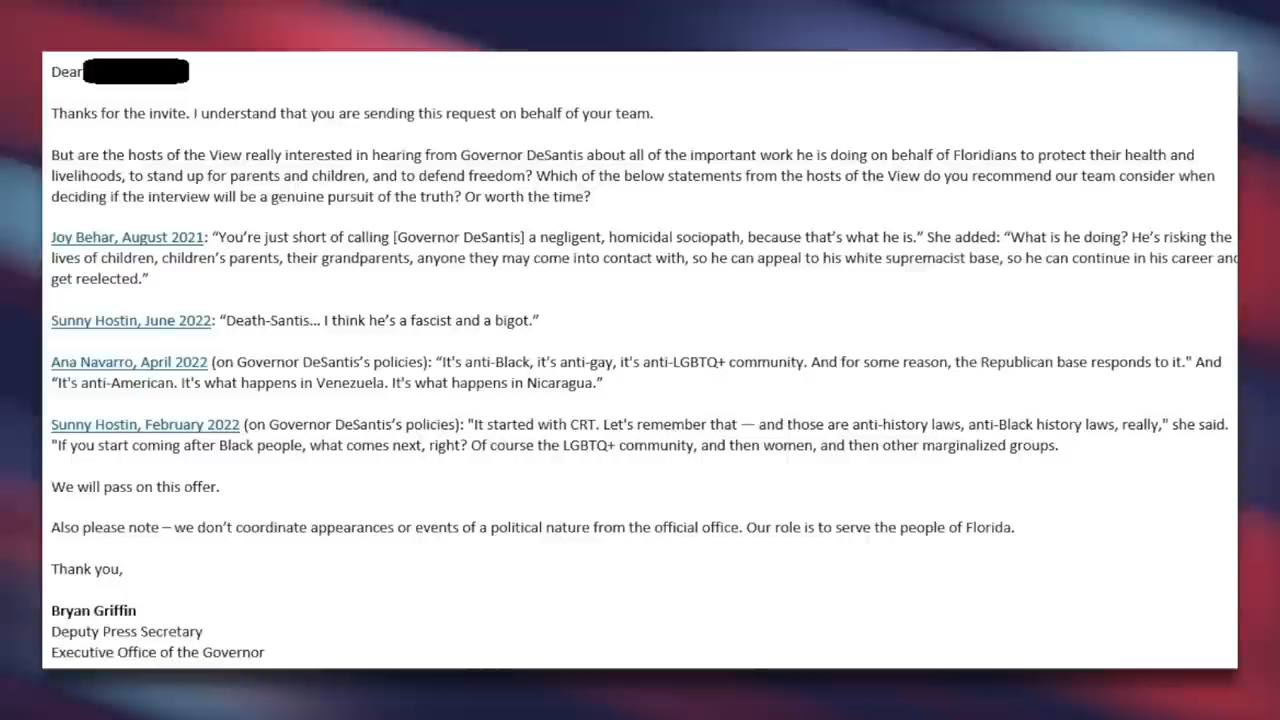 Dear
Thanks for the invite. I understand that you are sending this request on behalf of your team.
But are the hosts of the View really interested in hearing from Governor DeSantis about all of the important work he is doing on behalf of Floridians to protect their health and
livelihoods, to stand up for parents and children, and to defend freedom? Which of the below statements from the hosts of the View do you recommend our team consider when
deciding if the interview will be a genuine pursuit of the truth? Or worth the time?
Joy Behar, August 2021: “You’re just short of calling [Governor DeSantis] a negligent, homicidal sociopath, because that’s what he is.” She added: “What is he doing? He’s risking the
lives of children, children’s parents, their grandparents, anyone they may come into contact with, so he can appeal to his white supremacist base, so he can continue in his career and
get reelected.”
Sunny Hostin, June 2022: “Death-Santis… I think he’s a fascist and a bigot.”
Ana Navarro, April 2022 (on Governor DeSantis’s policies): “It's anti-Black, it's anti-gay, it's anti-LGBTQ+ community. And for some reason, the Republican base responds to it." And
“It's anti-American. It's what happens in Venezuela. It's what happens in Nicaragua.”
Sunny Hostin, February 2022 (on Governor DeSantis’s policies): "It started with CRT. Let's remember that — and those are anti-history laws, anti-Black history laws, really," she said.
"If you start coming after Black people, what comes next, right? Of course the LGBTQ+ community, and then women, and then other marginalized groups.
We will pass on this offer.
Also please note – we don’t coordinate appearances or events of a political nature from the official office. Our role is to serve the people of Florida.
Thank you,
Bryan Griffin
Deputy Press Secretary
Executive Office of the Governor